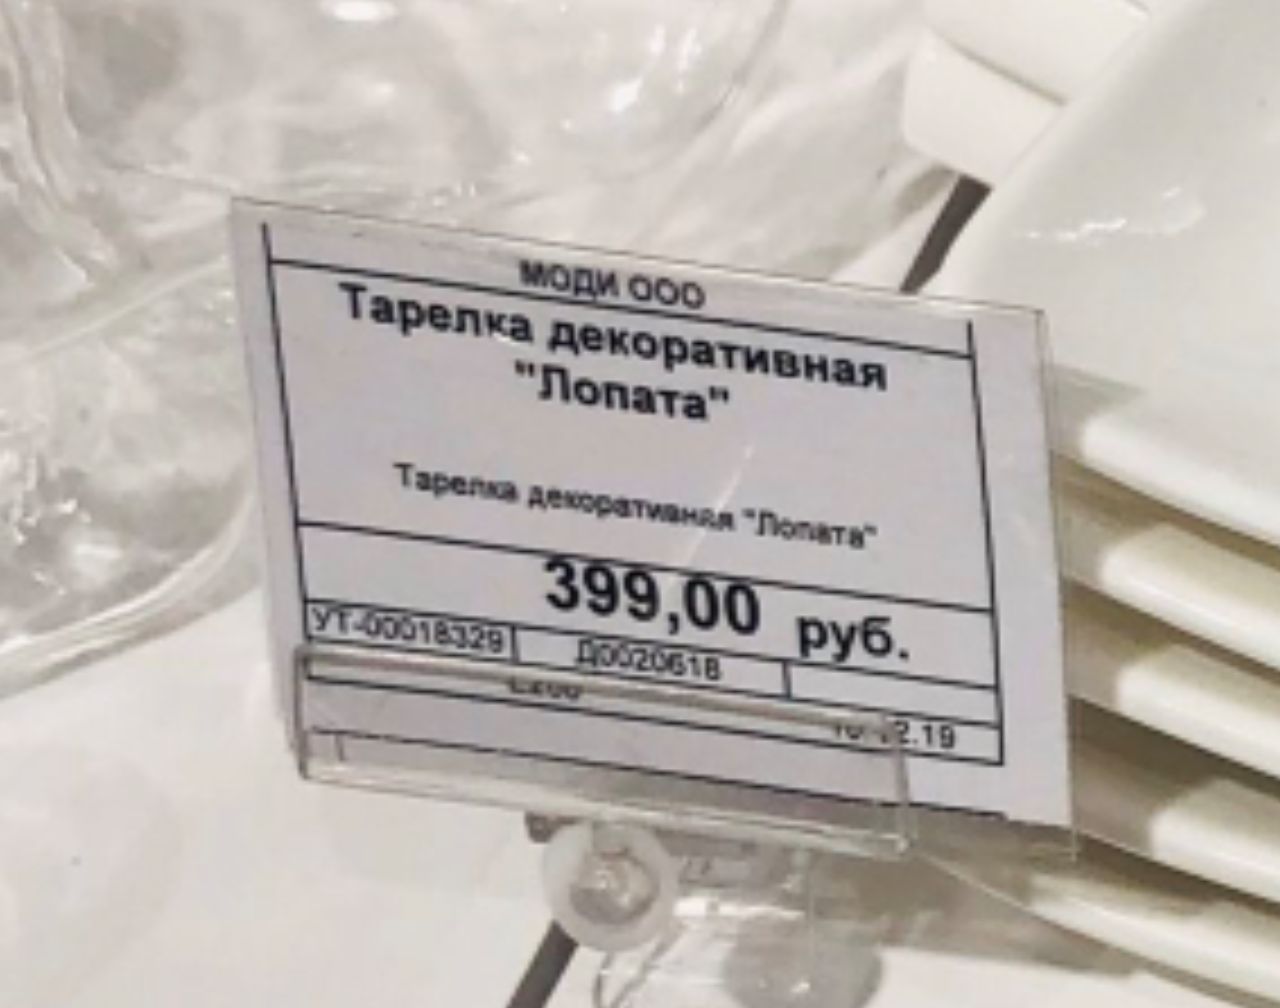 МОДИ ООО
Тарелка декоративная
"Лопата"
Тарелка декоративная "Лопата"
399,00 руб.
УТ-00018329 Д0020618